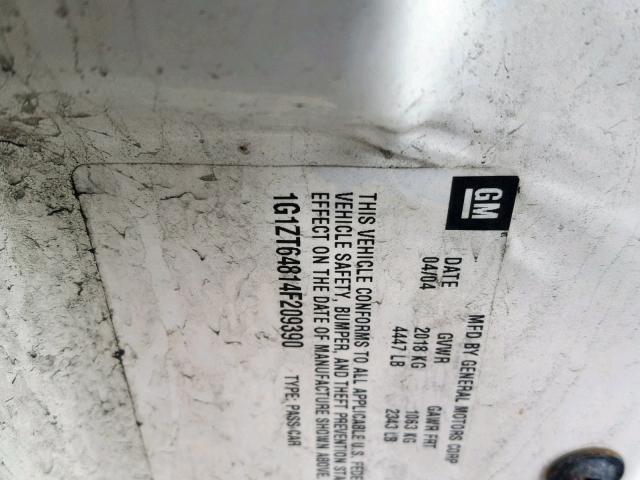 GM
MFD BY GENERAL MOTORS CORP
DATE GVWR GAWR FRT
04/04 2018 KG 1063 KG
4447 LB 2343 LB
THIS VEHICLE CONFORMS TO ALL APPLICABLE U.S. FEDE
VEHICLE SAFETY, BUMPER, AND THEFT PREVENTION STA
EFFECT ON THE DATE OF MANUFACTURE SHOWN ABOVE.
1G1ZT64814F209390 TYPE: PASS-CAR